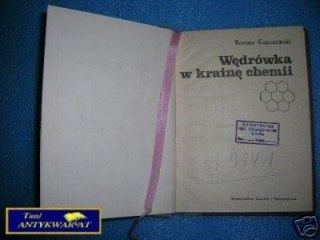 Roman Kapuściński
Wędrówka
w krainę chemii
Wydawnictwa Szkolne i Pedagogiczne
Tani
ANTYKWARIAT